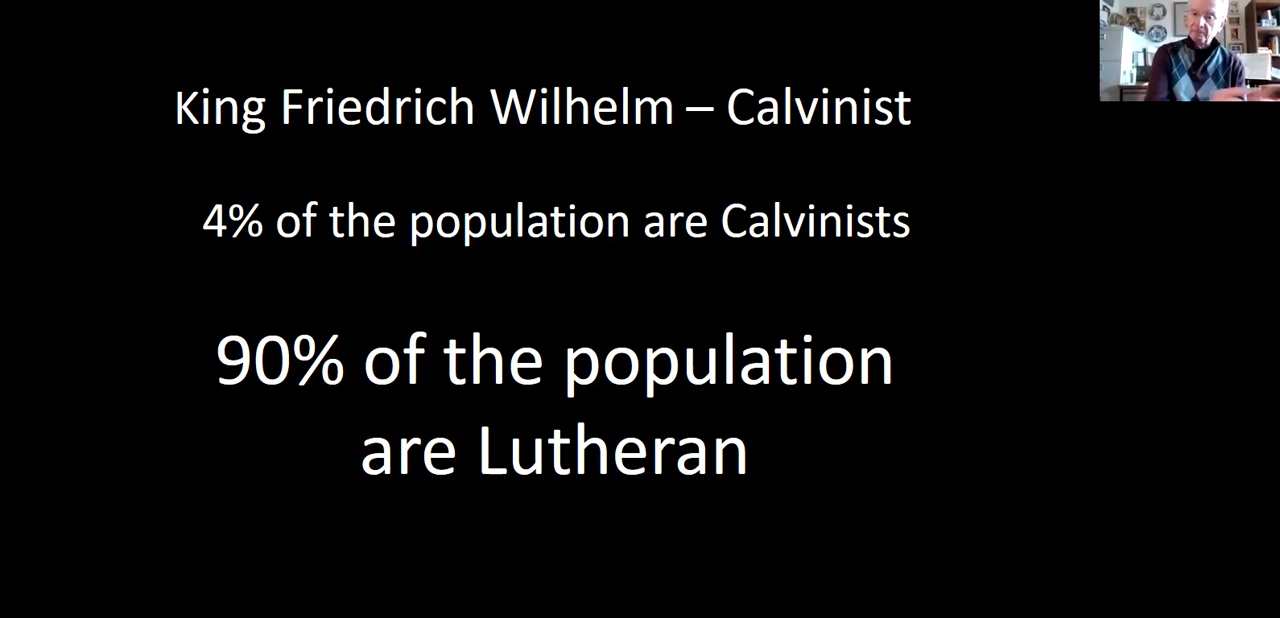 King Friedrich Wilhelm – Calvinist
4% of the population are Calvinists
90% of the population
are Lutheran